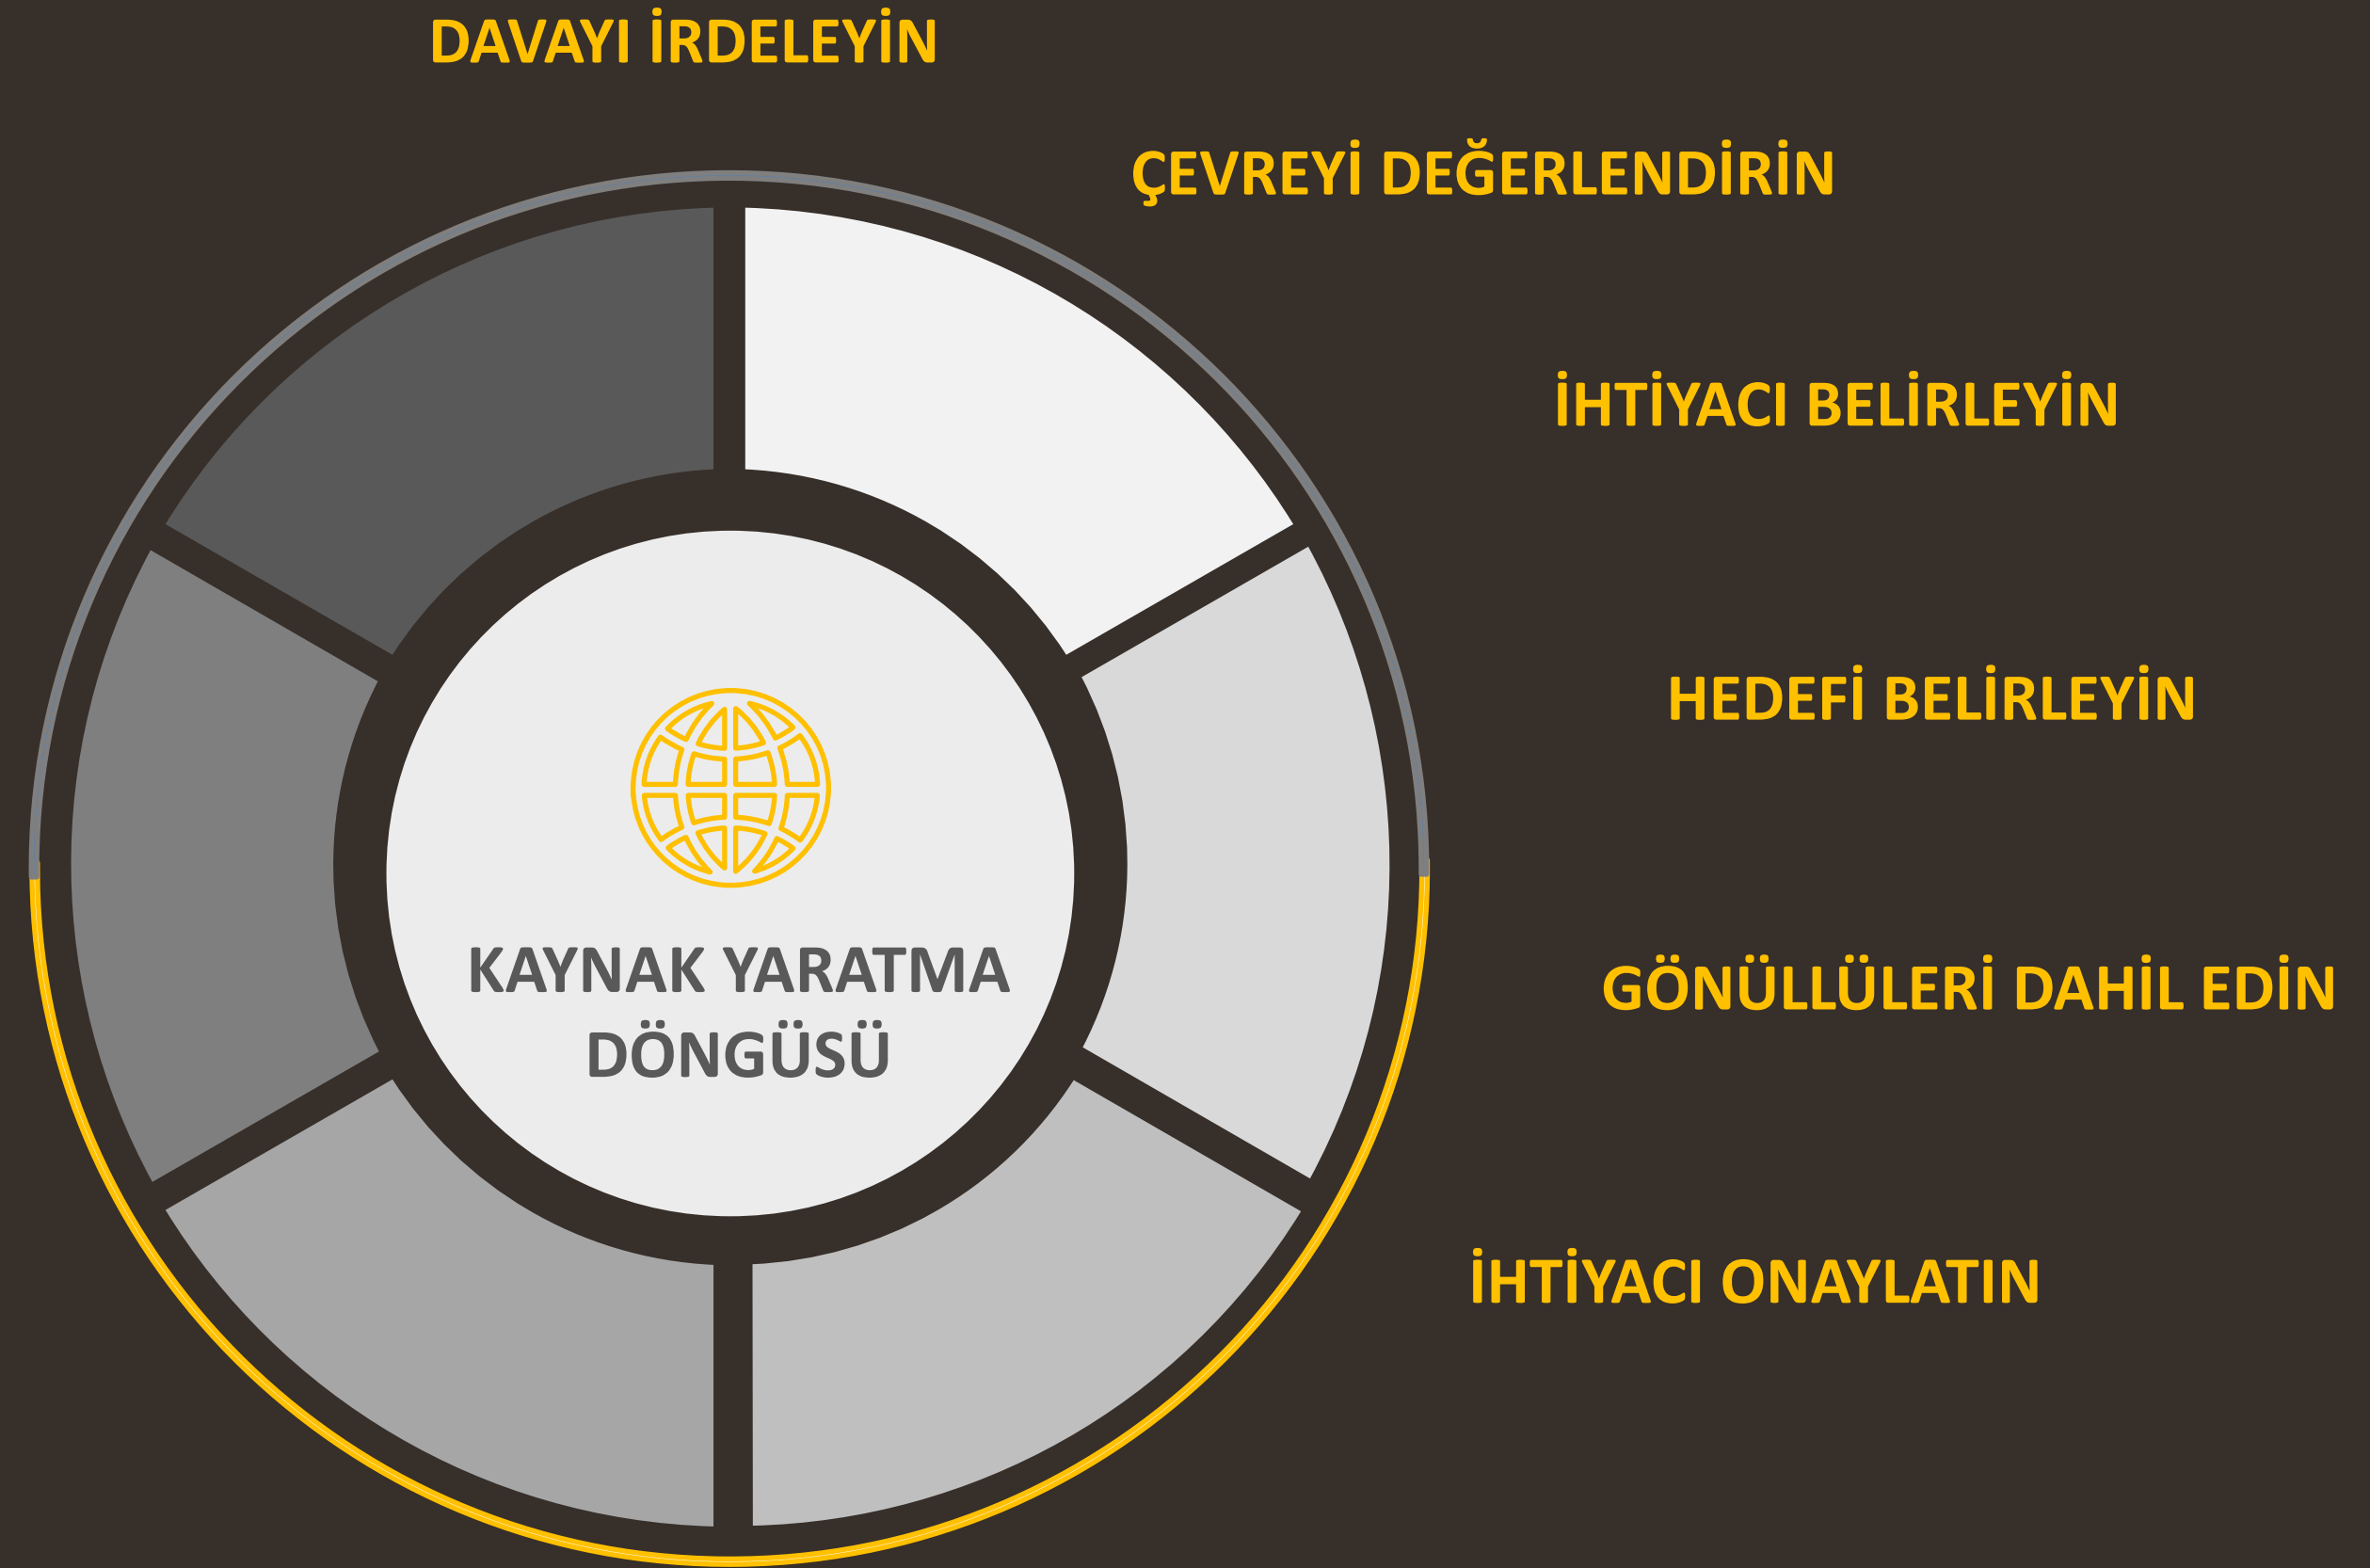 DAVAYI İRDELEYİN
ÇEVREYİ DEĞERLENDİRİN
İHTİYACI BELİRLEYİN
HEDEFİ BELİRLEYİN
KAYNAK YARATMA
DÖNGÜSÜ
GÖNÜLLÜLERİ DAHİL EDİN
İHTİYACI ONAYLATIN